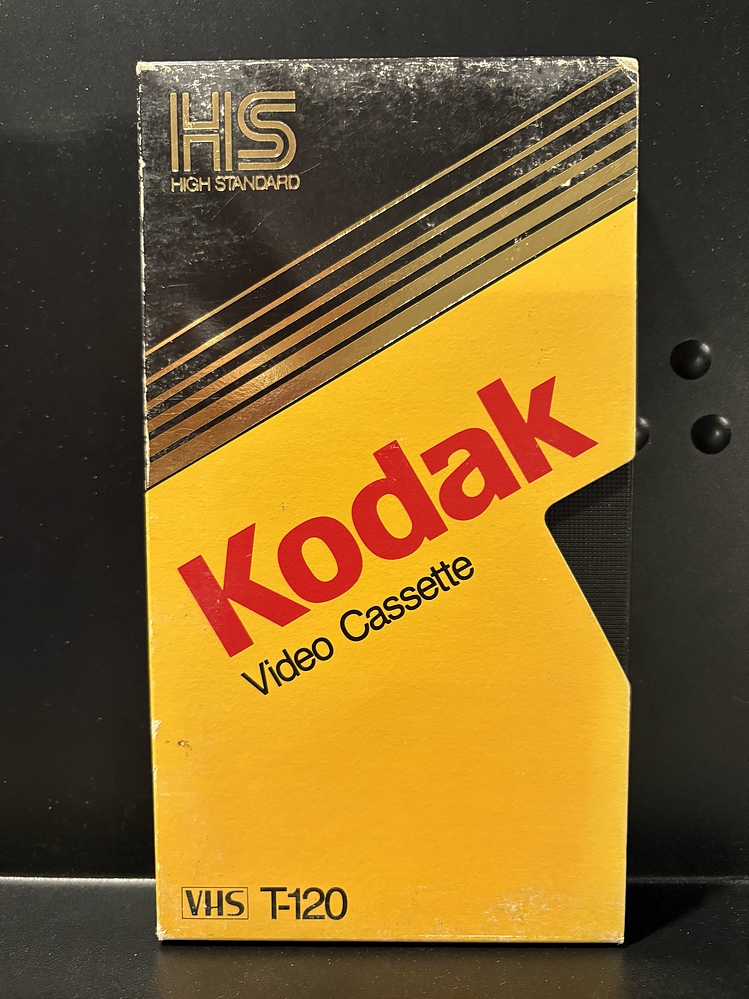 HS
HIGH STANDARD
Kodak
Video Cassette
VHS T-120